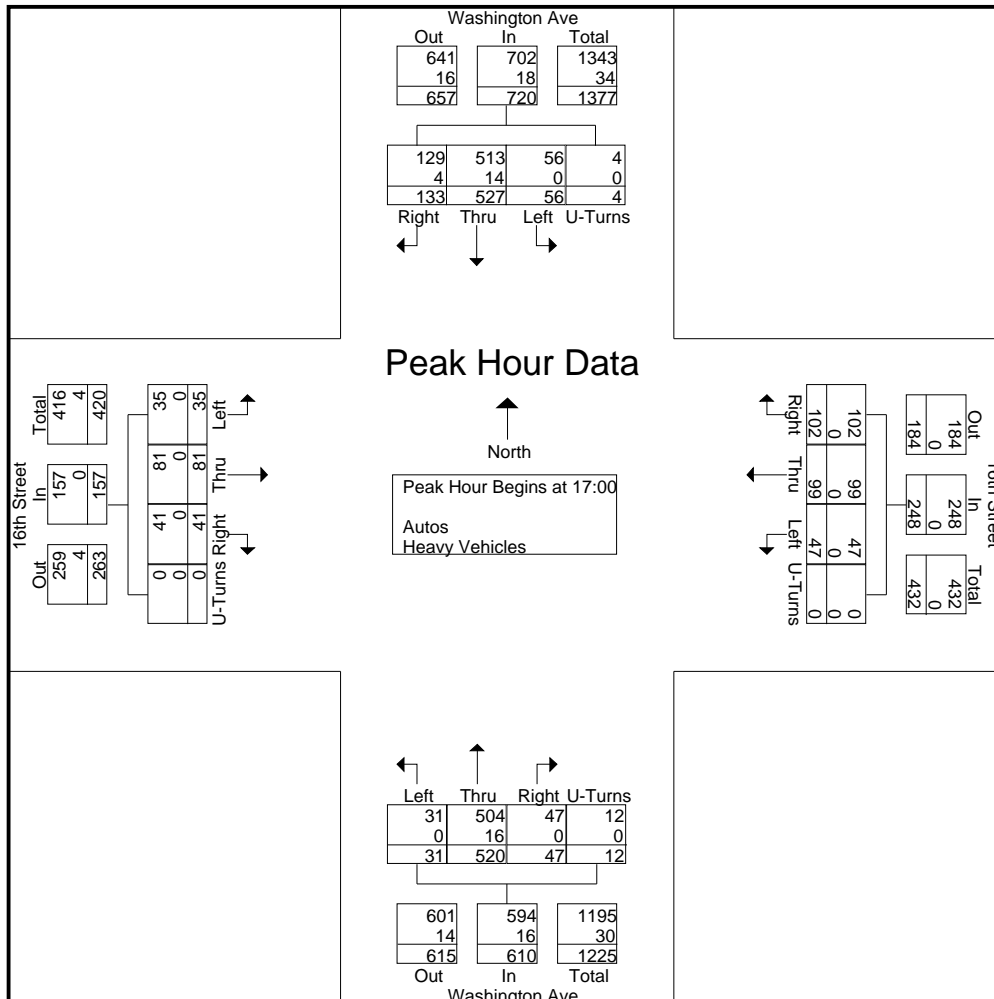 Washington Ave
Out In Total
641 702 1343
16 18 34
657 720 1377
129 513 56 4
4 14 0 0
133 527 56 4
Right Thru Left U-Turns
Peak Hour Data
North
Peak Hour Begins at 17:00
Autos
Heavy Vehicles
16th Street
Total In Out
416 157 259
4 0 4
420 157 263
35 81 41 0
0 0 0 0
35 81 41 0
Left Thru Right U-Turns
Right Thru Left U-Turns
102 99 47 0
0 0 0 0
102 99 47 0
Out In Total
184 248 432
0 0 0
184 248 432
Street
Left Thru Right U-Turns
31 504 47 12
0 16 0 0
31 520 47 12
601 594 1195
14 16 30
615 610 1225
Out In Total
Washington Ave